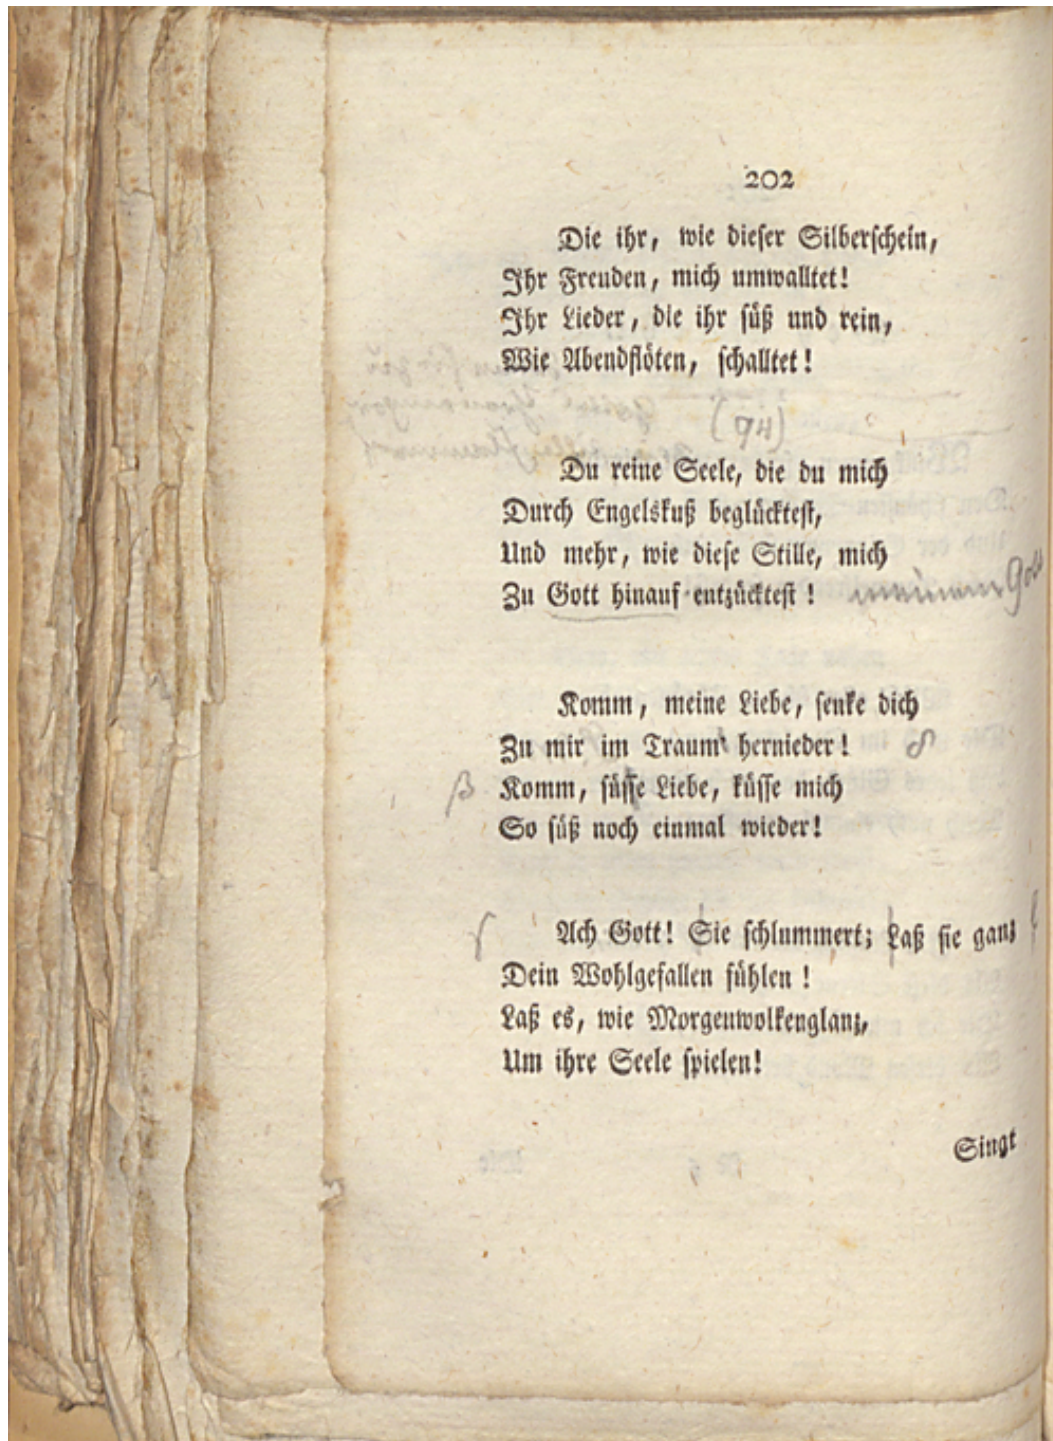 202
Die ihr, wie dieser Silberschein,
Ihr Freuden, mich umwalltet!
Ihr Lieder, die ihr süß und rein,
Wie Abendflöten, schalltet!
Du reine Seele, die du mich
Durch Engelskuß beglücktest,
Und mehr, wie diese Stille, mich
Zu Gott hinauf entzücktest!
Komm, meine Liebe, senke dich
Zu mir im Traum hernieder!
β Komm, süsse Liebe, küsse mich
So süß noch einmal wieder!
Ach Gott! Sie schlummert; Laß sie ganz
Dein Wohlgefallen fühlen!
Laß es, wie Morgenwolkenglanz,
Um ihre Seele spielen!
Singt